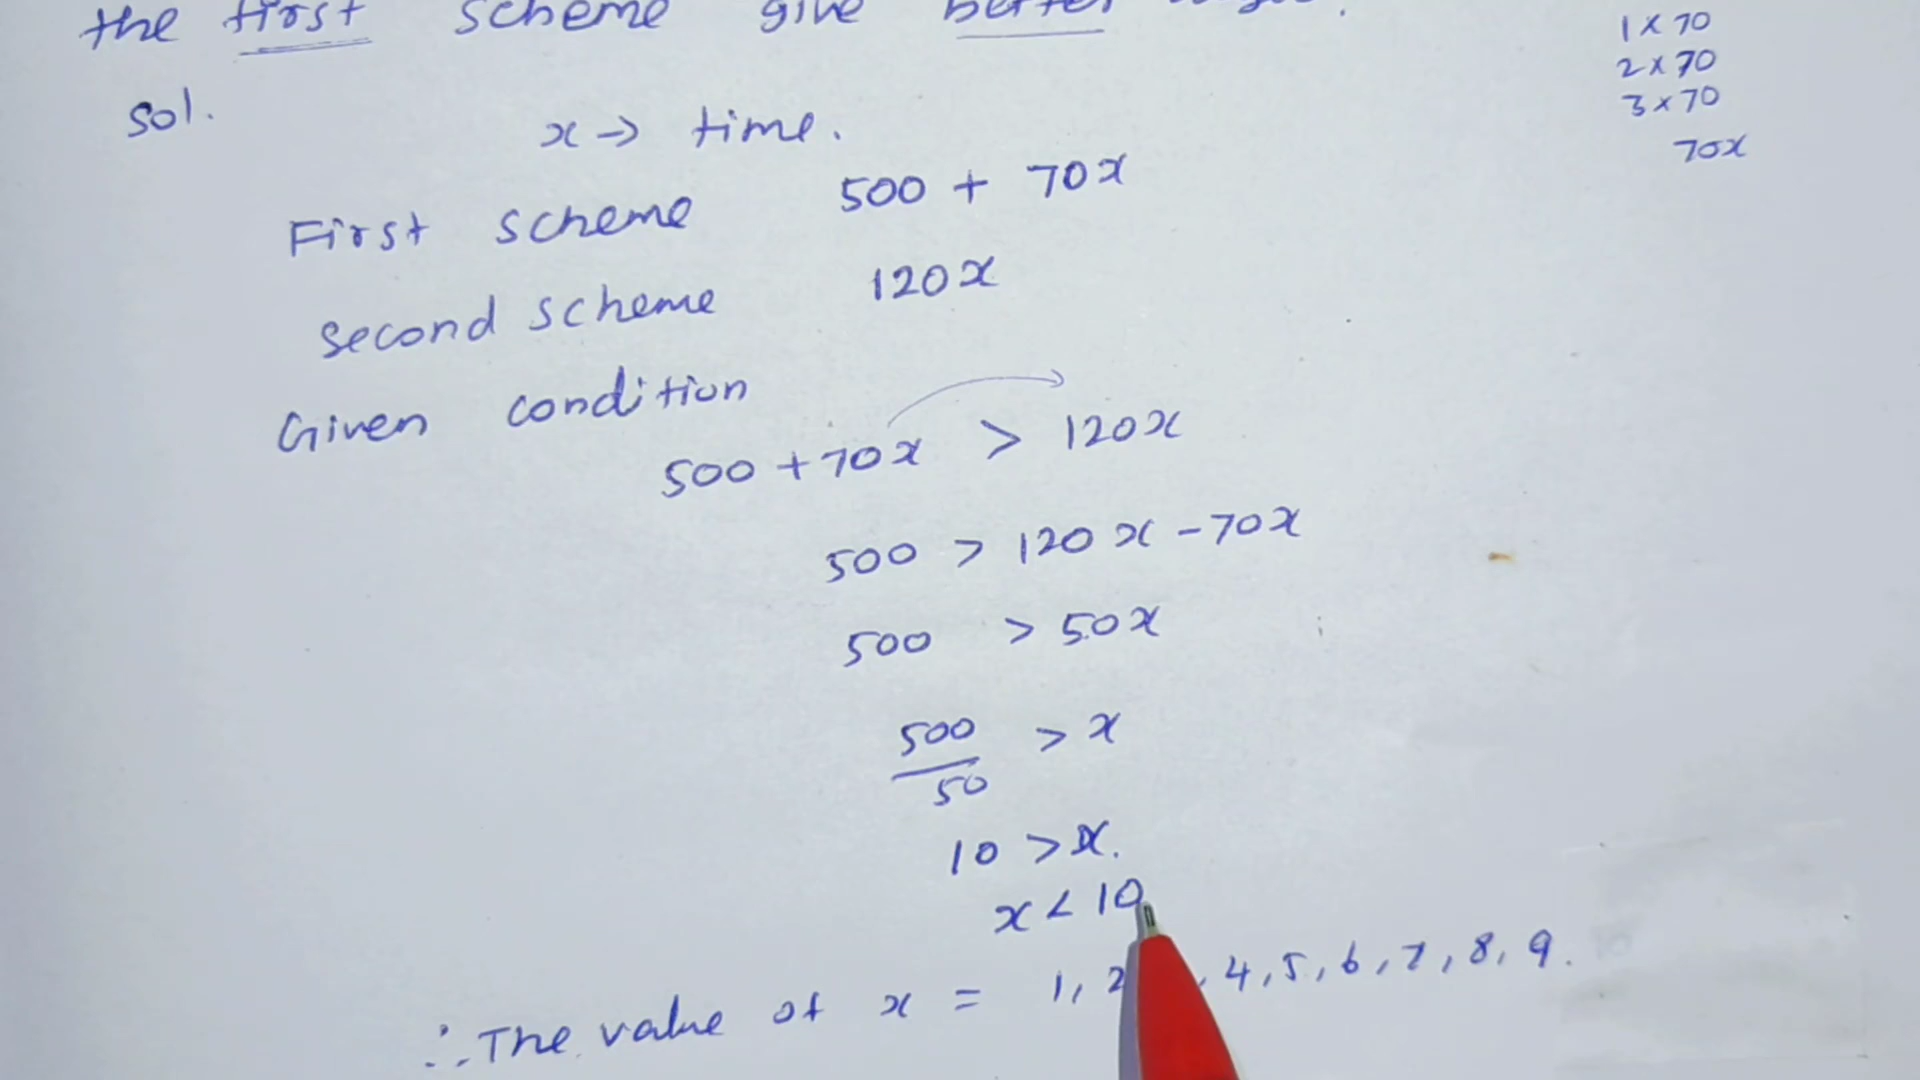 the first scheme give better
1 x 70
2 x 70
3 x 70
70x
sol.
x → time.
First scheme 500 + 70x
second scheme 120x
Given condition
500 + 70x > 120x
500 > 120x - 70x
500 > 50x
500/50 > x
10 > x.
x < 10
∴ The value of x = 1, 2 , 4, 5, 6, 7, 8, 9.